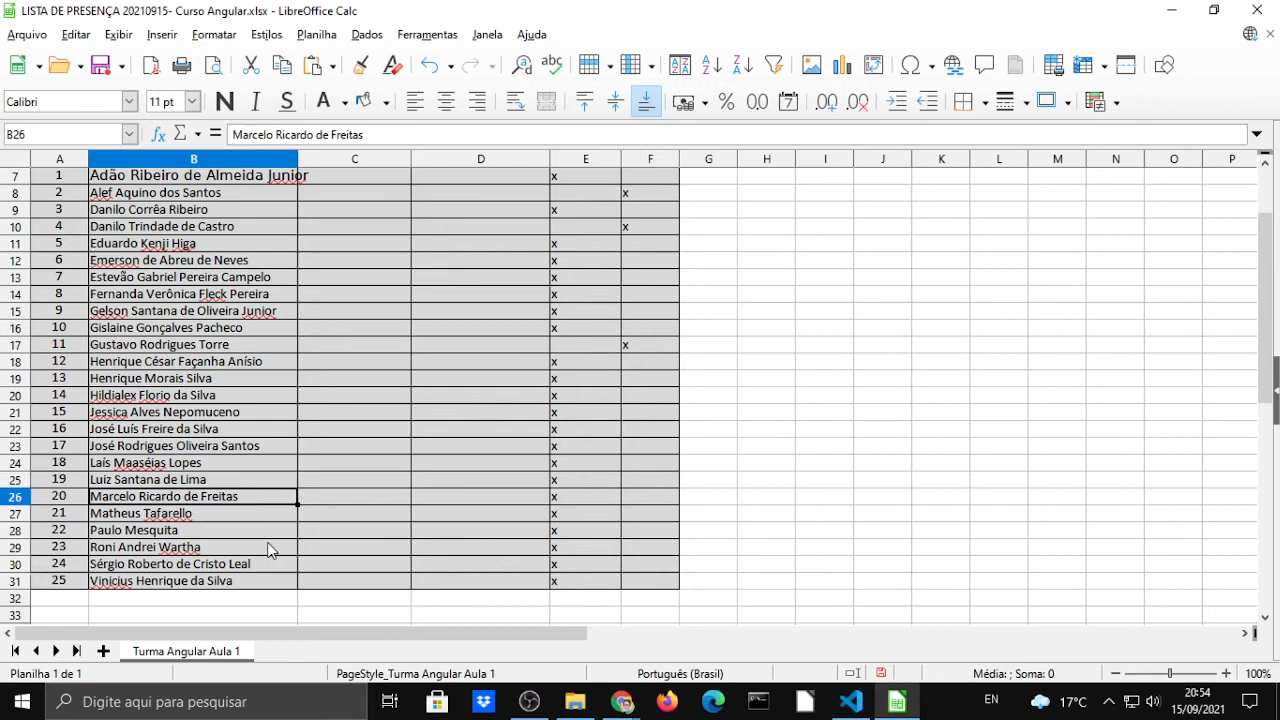 LISTA DE PRESENÇA 20210915- Curso Angular.xlsx - LibreOffice Calc
Arquivo Editar Exibir Inserir Formatar Estilos Planilha Dados Ferramentas Janela Ajuda
Calibri 11 pt N I S A
B26 fx Σ = Marcelo Ricardo de Freitas
A B C D E F G H I J K L M N O P
7 1 Adão Ribeiro de Almeida Junior x
8 2 Alef Aquino dos Santos x
9 3 Danilo Corrêa Ribeiro x
10 4 Danilo Trindade de Castro x
11 5 Eduardo Kenji Higa x
12 6 Emerson de Abreu de Neves x
13 7 Estevão Gabriel Pereira Campelo x
14 8 Fernanda Verônica Fleck Pereira x
15 9 Gelson Santana de Oliveira Junior x
16 10 Gislaine Gonçalves Pacheco x
17 11 Gustavo Rodrigues Torre x
18 12 Henrique César Façanha Anísio x
19 13 Henrique Morais Silva x
20 14 Hildialex Florio da Silva x
21 15 Jessica Alves Nepomuceno x
22 16 José Luís Freire da Silva x
23 17 José Rodrigues Oliveira Santos x
24 18 Laís Maaséias Lopes x
25 19 Luiz Santana de Lima x
26 20 Marcelo Ricardo de Freitas x
27 21 Matheus Tafarello x
28 22 Paulo Mesquita x
29 23 Roni Andrei Wartha x
30 24 Sérgio Roberto de Cristo Leal x
31 25 Vinicius Henrique da Silva x
32
33
Turma Angular Aula 1
Planilha 1 de 1 PageStyle_Turma Angular Aula 1 Português (Brasil) Média: ; Soma: 0 100%
Digite aqui para pesquisar EN 17°C 20:54
15/09/2021